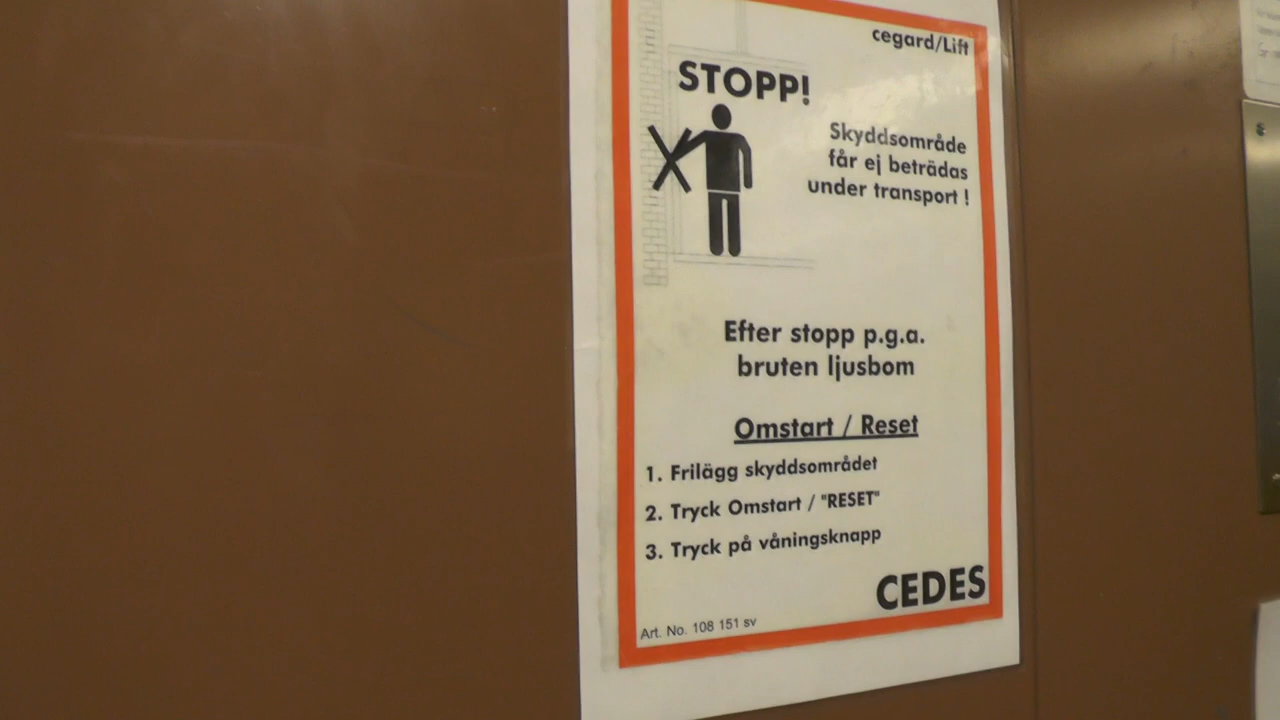 cegard/Lift
STOPP!
Skyddsområde
får ej beträdas
under transport !
Efter stopp p.g.a.
bruten ljusbom
Omstart / Reset
1. Frilägg skyddsområdet
2. Tryck Omstart / "RESET"
3. Tryck på våningsknapp
CEDES
Art. No. 108 151 sv